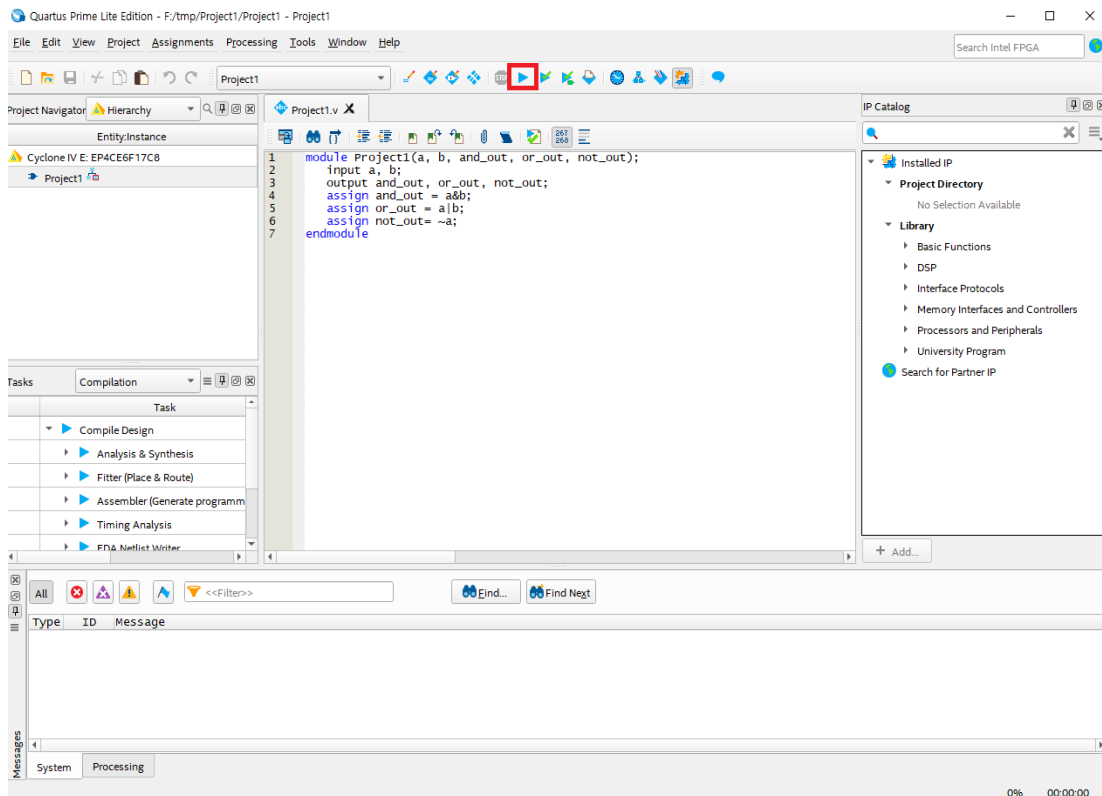 Quartus Prime Lite Edition - F:/tmp/Project1/Project1 - Project1
File Edit View Project Assignments Processing Tools Window Help
Search Intel FPGA
Project1
Project Navigator Hierarchy
Project1.v
IP Catalog
Entity:Instance
Cyclone IV E: EP4CE6F17C8
Project1
267
268
1 module Project1(a, b, and_out, or_out, not_out);
2 input a, b;
3 output and_out, or_out, not_out;
4 assign and_out = a&b;
5 assign or_out = a|b;
6 assign not_out= ~a;
7 endmodule
Installed IP
Project Directory
No Selection Available
Library
Basic Functions
DSP
Interface Protocols
Memory Interfaces and Controllers
Processors and Peripherals
University Program
Search for Partner IP
+ Add...
Tasks Compilation
Task
Compile Design
Analysis & Synthesis
Fitter (Place & Route)
Assembler (Generate programm
Timing Analysis
EDA Netlist Writer
All <<Filter>> Find... Find Next
Type ID Message
Messages
System Processing
0% 00:00:00